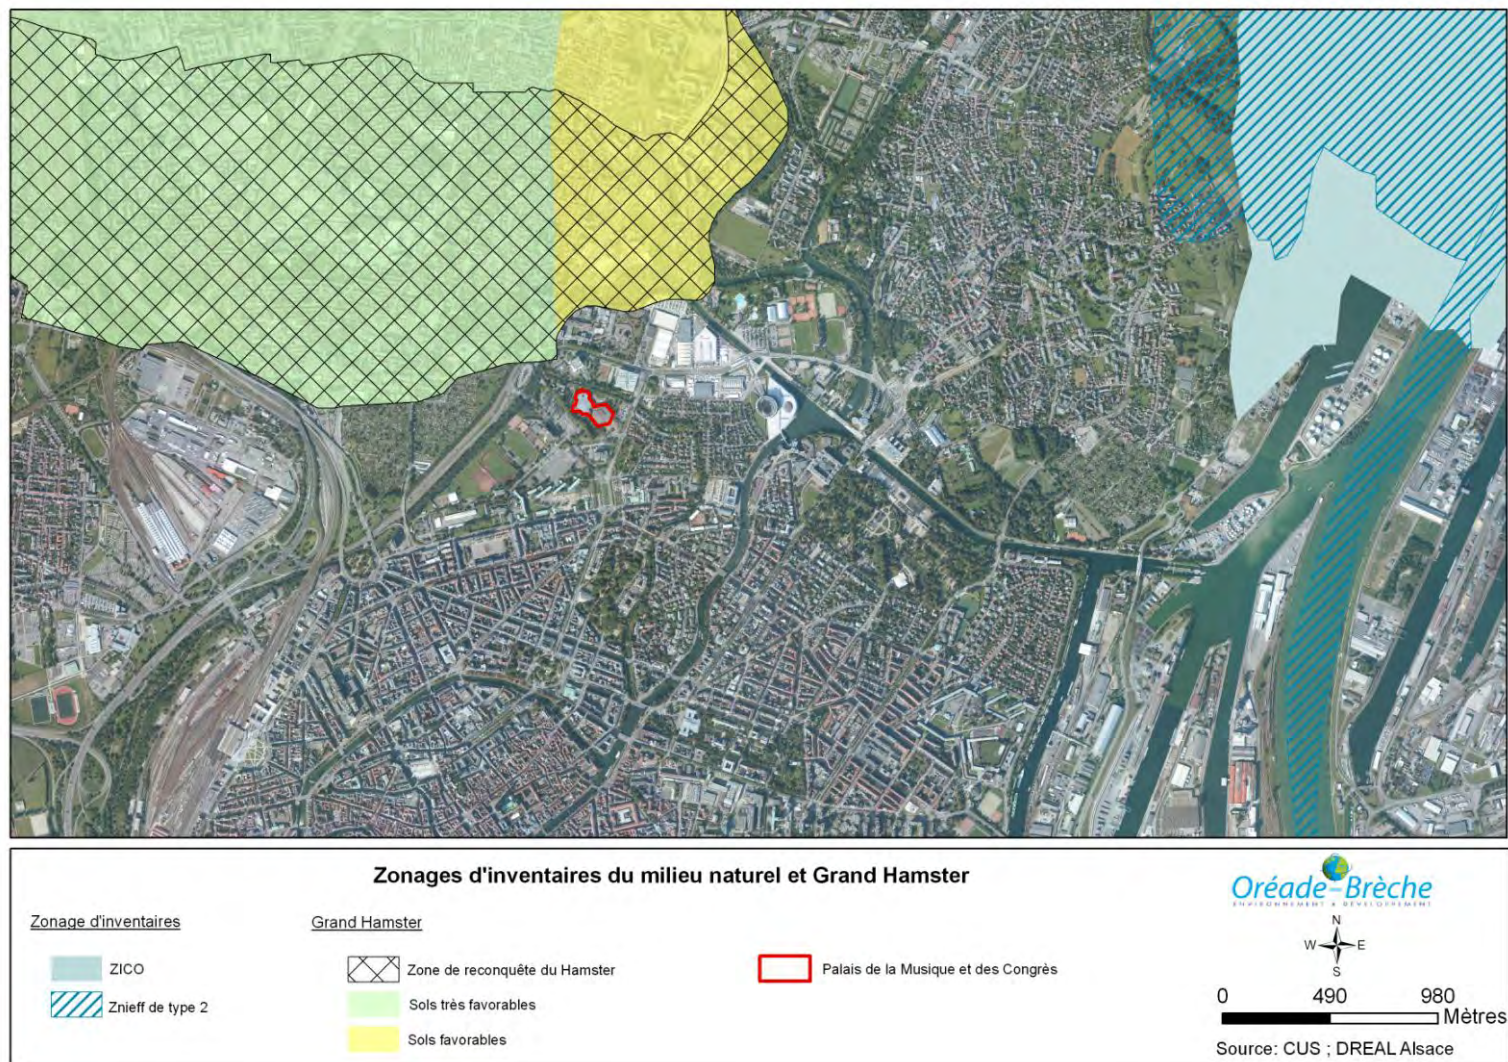 Zonages d'inventaires du milieu naturel et Grand Hamster
Zonage d'inventaires
ZICO
Znieff de type 2
Grand Hamster
Zone de reconquête du Hamster
Sols très favorables
Sols favorables
Palais de la Musique et des Congrès
Oréade-Brèche
ENVIRONNEMENT & DÉVELOPPEMENT
N
W E
S
0 490 980
Mètres
Source: CUS ; DREAL Alsace